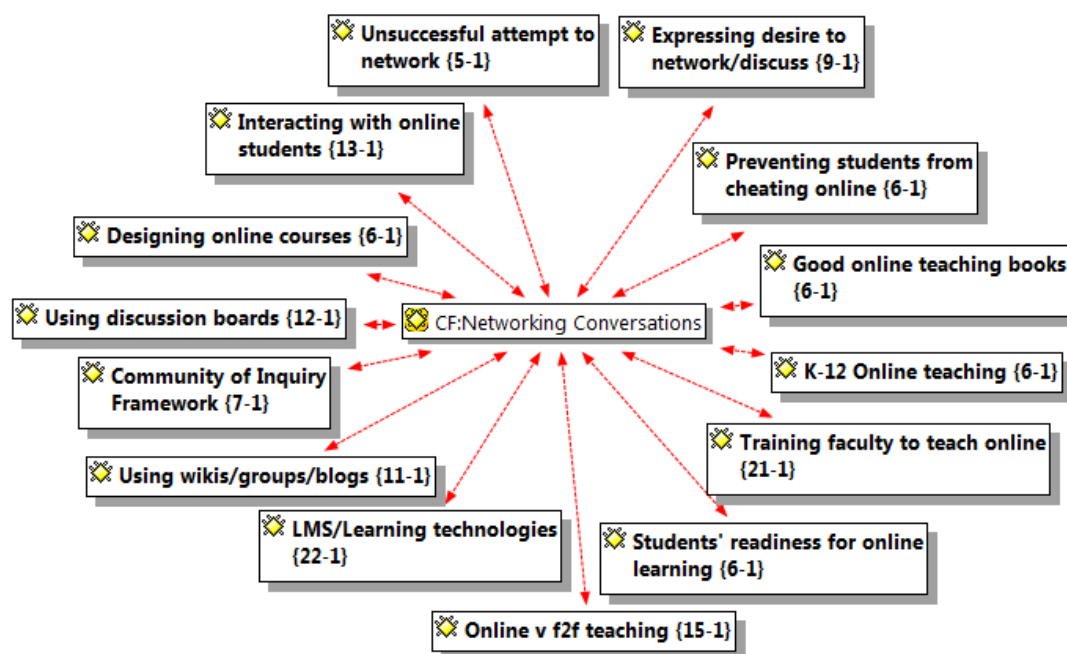 Unsuccessful attempt to
network {5-1}
Expressing desire to
network/discuss {9-1}
Interacting with online
students {13-1}
Preventing students from
cheating online {6-1}
Designing online courses {6-1}
Good online teaching books
{6-1}
Using discussion boards {12-1}
CF:Networking Conversations
Community of Inquiry
Framework {7-1}
K-12 Online teaching {6-1}
Training faculty to teach online
{21-1}
Using wikis/groups/blogs {11-1}
LMS/Learning technologies
{22-1}
Students' readiness for online
learning {6-1}
Online v f2f teaching {15-1}